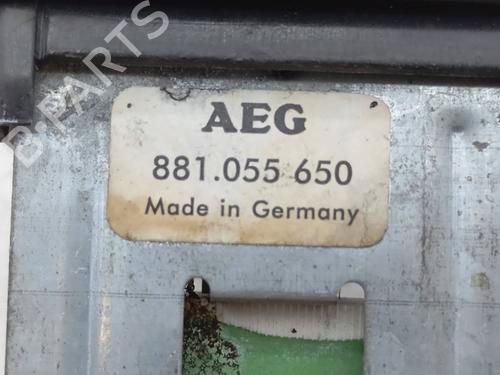 B-PARTS
AEG
881.055 650
Made in Germany